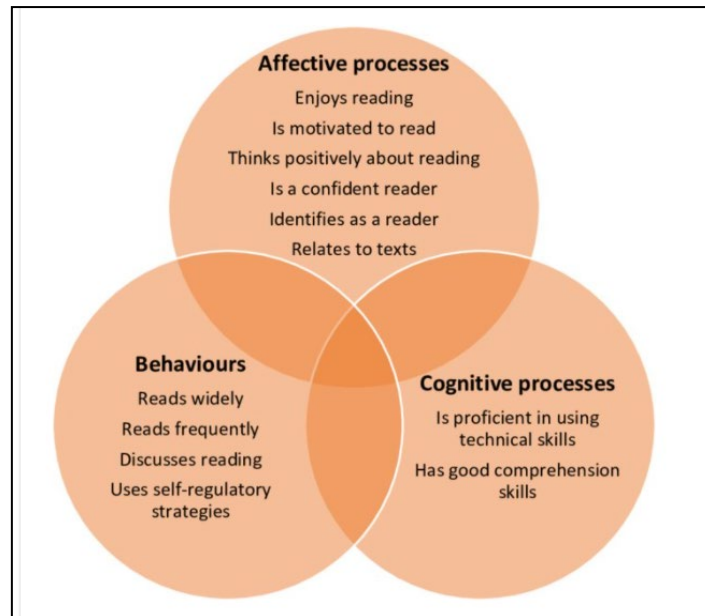 Affective processes
Enjoys reading
Is motivated to read
Thinks positively about reading
Is a confident reader
Identifies as a reader
Relates to texts
Behaviours
Reads widely
Reads frequently
Discusses reading
Uses self-regulatory
strategies
Cognitive processes
Is proficient in using
technical skills
Has good comprehension
skills